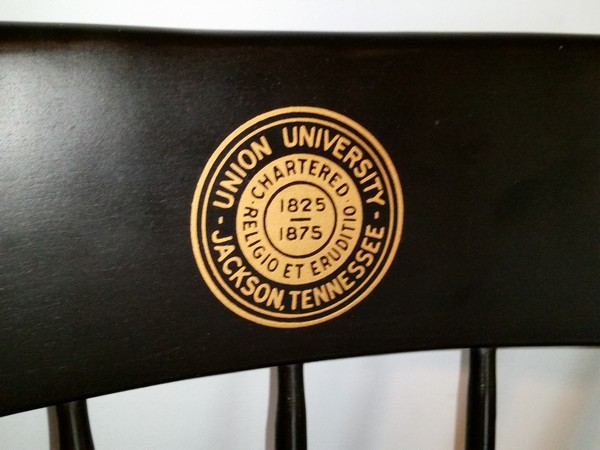 UNION UNIVERSITY
- JACKSON, TENNESSEE -
· CHARTERED ·
RELIGIO ET ERUDITIO
1825
1875